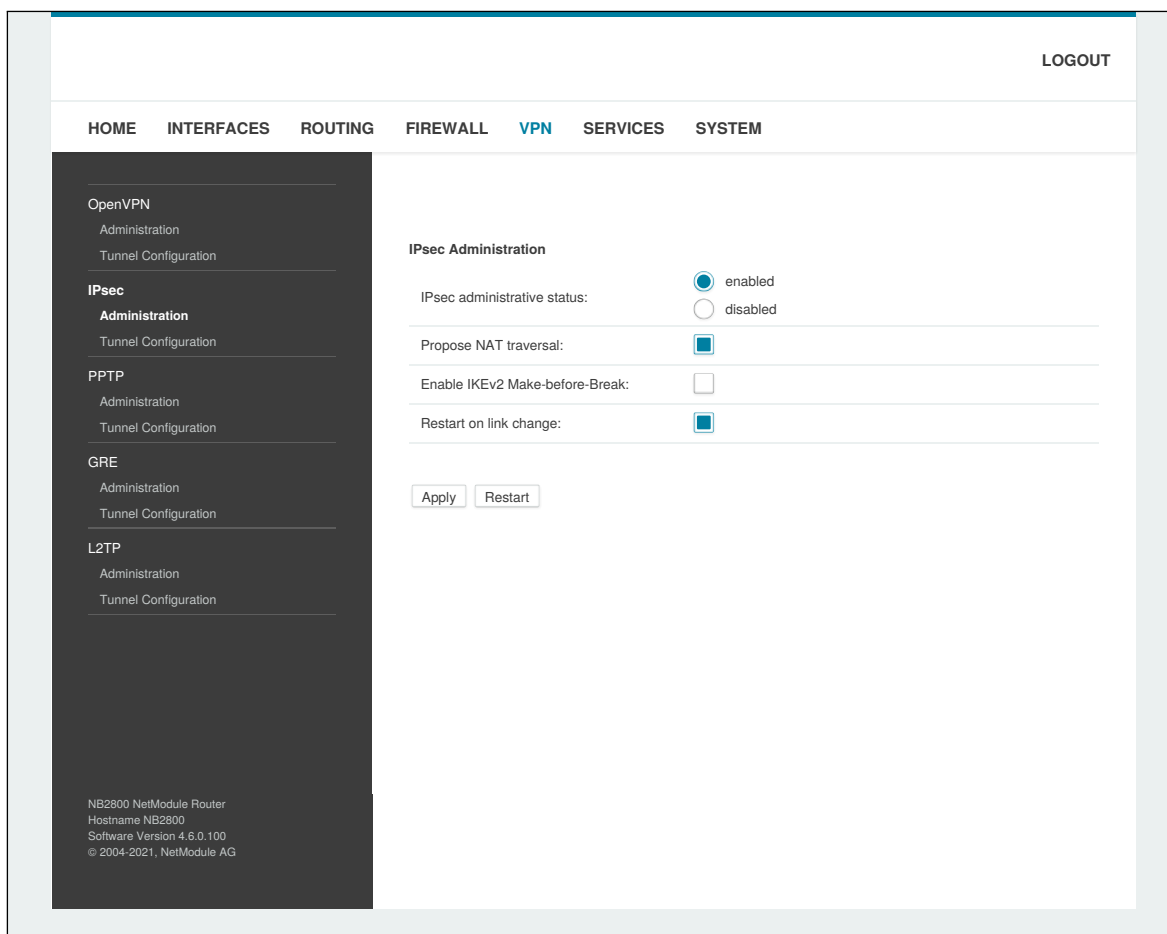 LOGOUT
HOME INTERFACES ROUTING FIREWALL VPN SERVICES SYSTEM
OpenVPN
Administration
Tunnel Configuration
IPsec
Administration
Tunnel Configuration
PPTP
Administration
Tunnel Configuration
GRE
Administration
Tunnel Configuration
L2TP
Administration
Tunnel Configuration
NB2800 NetModule Router
Hostname NB2800
Software Version 4.6.0.100
© 2004-2021, NetModule AG
IPsec Administration
IPsec administrative status:
enabled
disabled
Propose NAT traversal:
Enable IKEv2 Make-before-Break:
Restart on link change:
Apply Restart